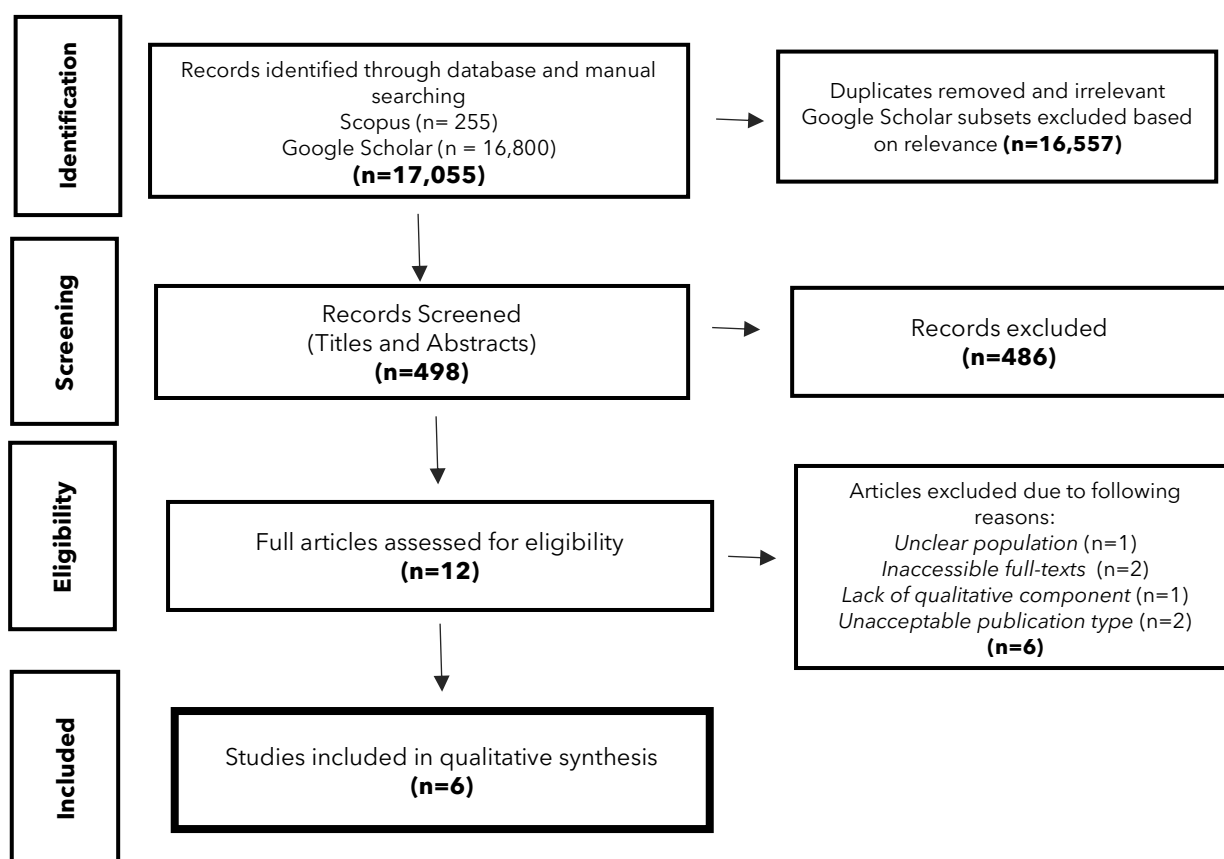 Identification
Records identified through database and manual
searching
Scopus (n= 255)
Google Scholar (n = 16,800)
(n=17,055)
Duplicates removed and irrelevant
Google Scholar subsets excluded based
on relevance (n=16,557)
Screening
Records Screened
(Titles and Abstracts)
(n=498)
Records excluded
(n=486)
Eligibility
Full articles assessed for eligibility
(n=12)
Articles excluded due to following
reasons:
Unclear population (n=1)
Inaccessible full-texts (n=2)
Lack of qualitative component (n=1)
Unacceptable publication type (n=2)
(n=6)
Included
Studies included in qualitative synthesis
(n=6)